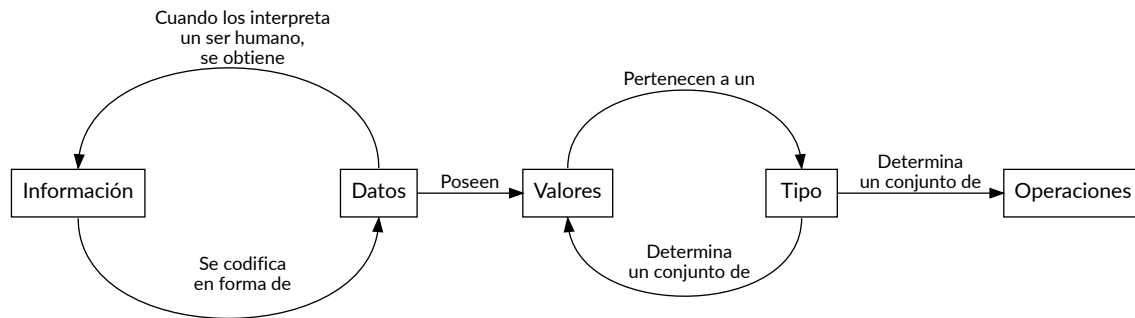 Cuando los interpreta
un ser humano,
se obtiene
Pertenecen a un
Información
Datos
Poseen
Valores
Tipo
Determina
un conjunto de
Operaciones
Se codifica
en forma de
Determina
un conjunto de